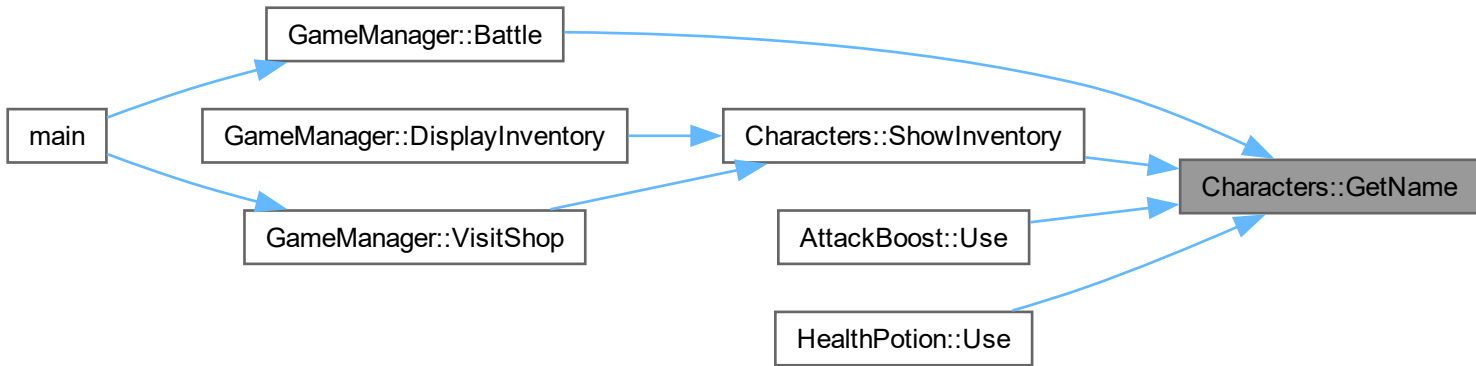 GameManager::Battle
main
GameManager::DisplayInventory
Characters::ShowInventory
Characters::GetName
GameManager::VisitShop
AttackBoost::Use
HealthPotion::Use